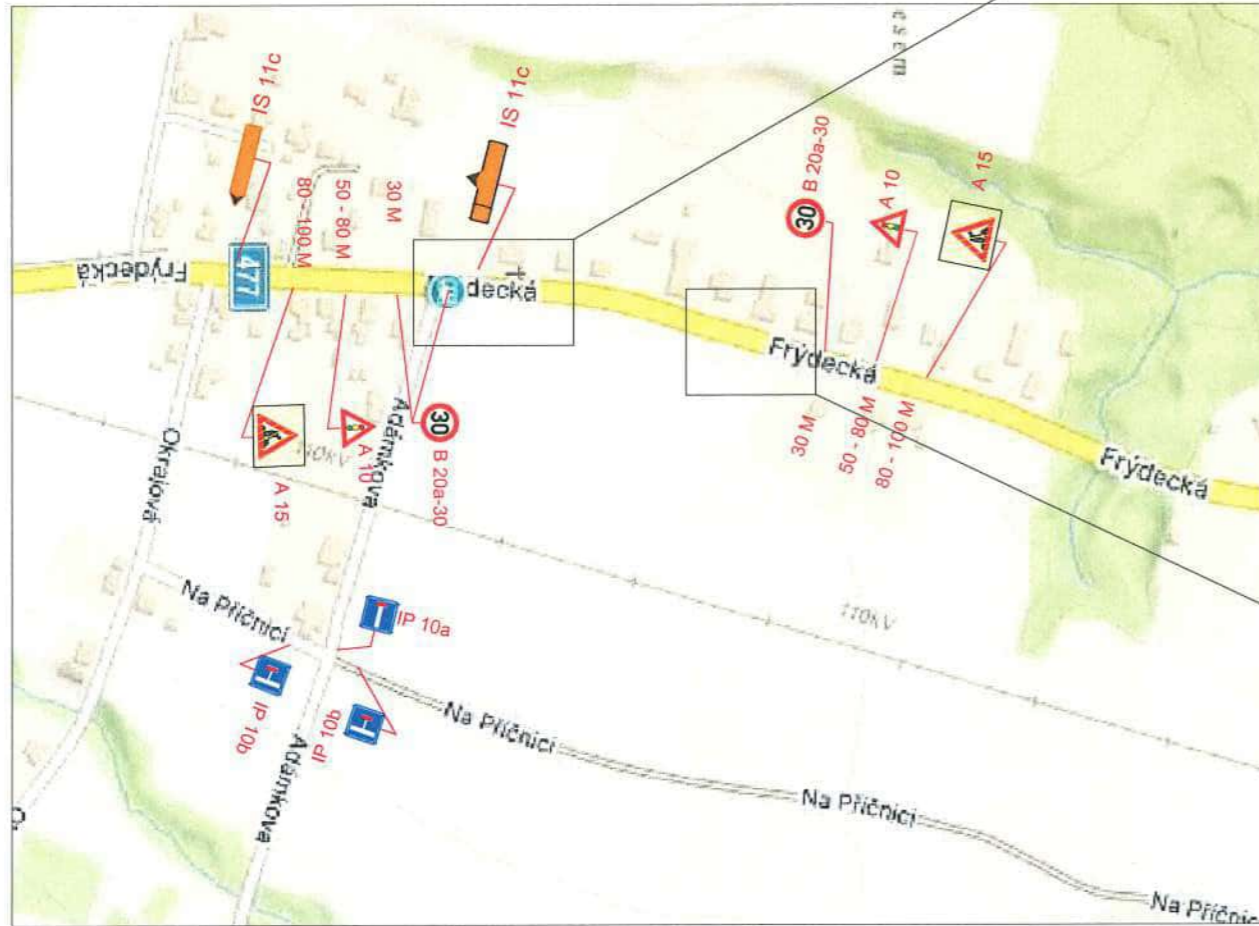 esem
IS 11c
IS 11c
80 - 100 M
50 - 80 M
30 M
B 20a-30
30
A 10
A 15
Frýdecká
477
decká
Frýdecká
Frýdecká
30 M
50 - 80 M
80 - 100 M
A 15
A 10
30
B 20a-30
Adámkova
Okrajová
110kV
Na Příčnici
IP 10a
IP 10b
IP 10b
Na Příčnici
Adámkova
Na Příčnici
Na Příčnici